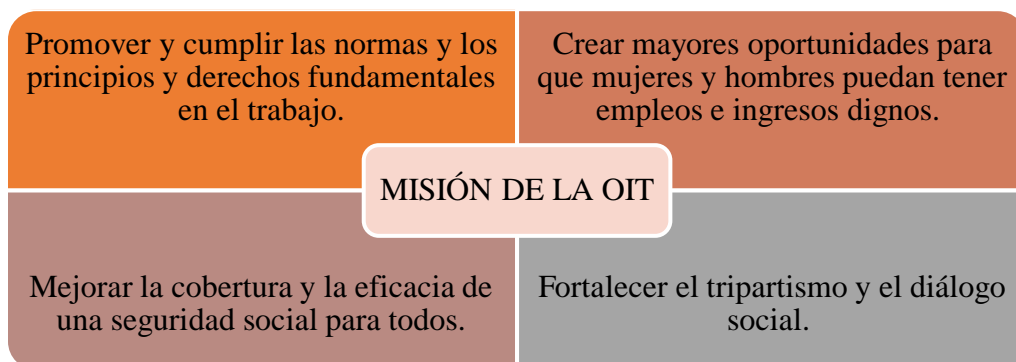 Promover y cumplir las normas y los
principios y derechos fundamentales
en el trabajo.
Crear mayores oportunidades para
que mujeres y hombres puedan tener
empleos e ingresos dignos.
MISIÓN DE LA OIT
Mejorar la cobertura y la eficacia de
una seguridad social para todos.
Fortalecer el tripartismo y el diálogo
social.